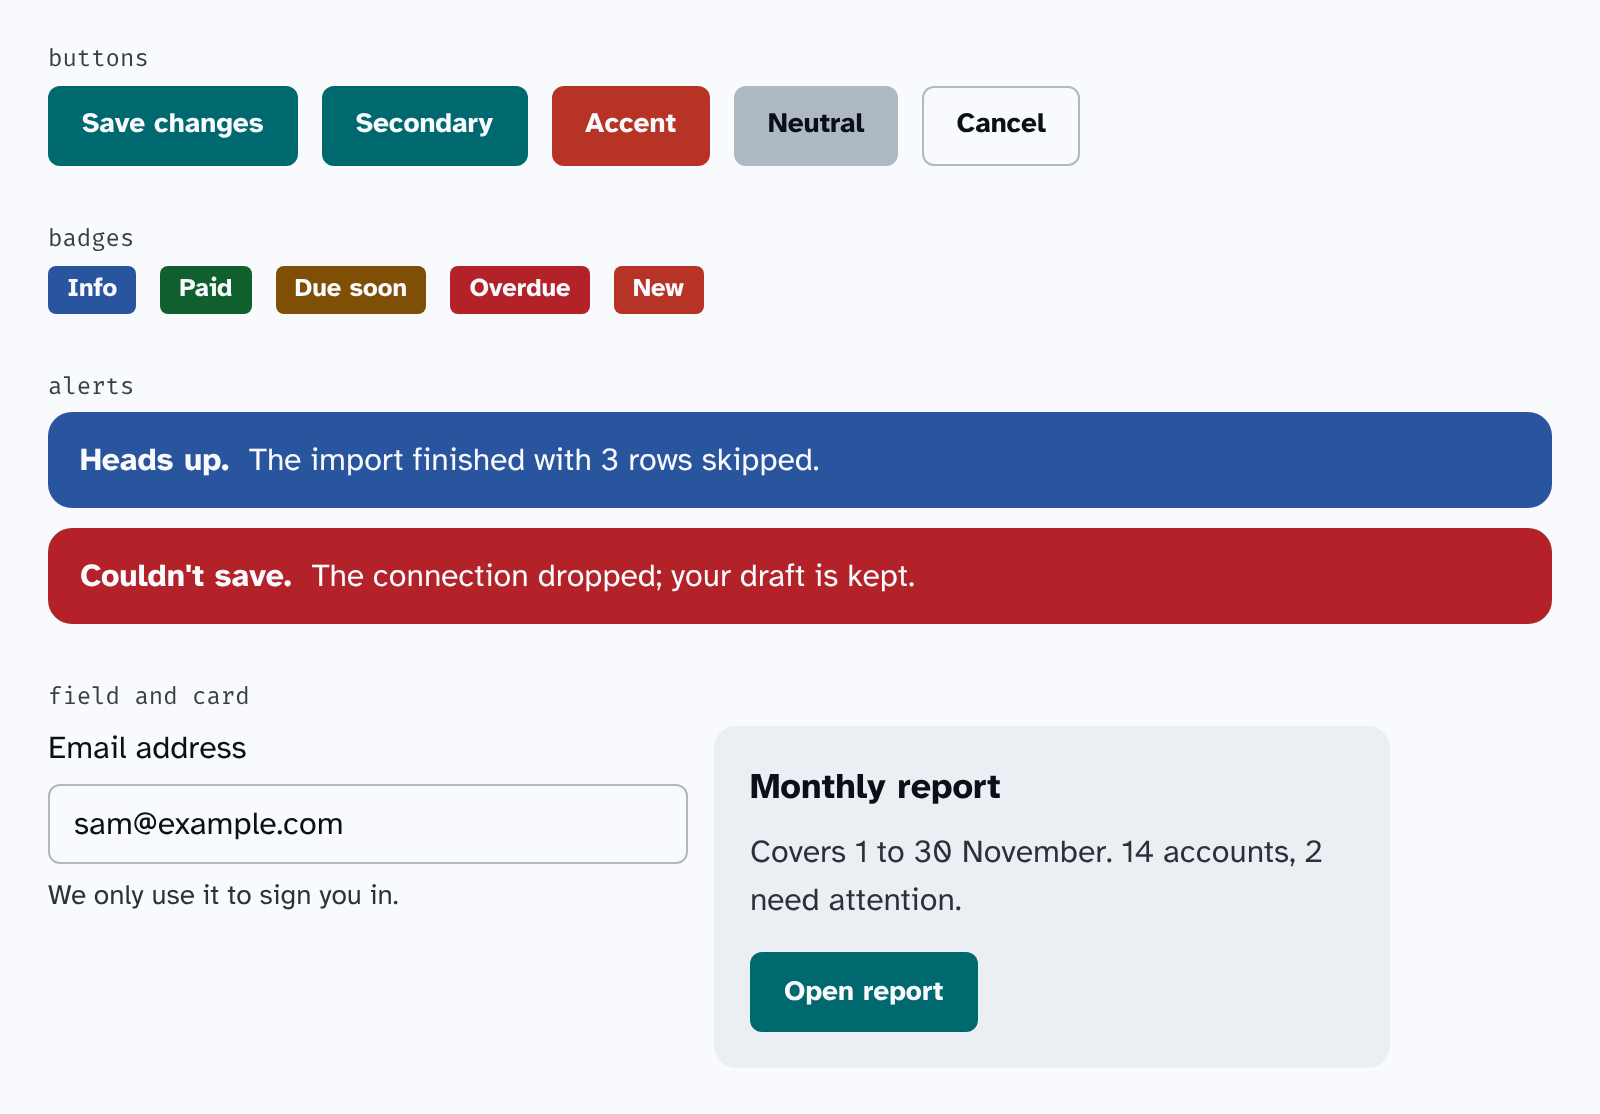 buttons
Save changes Secondary Accent Neutral Cancel
badges
Info Paid Due soon Overdue New
alerts
Heads up. The import finished with 3 rows skipped.
Couldn't save. The connection dropped; your draft is kept.
field and card
Email address
sam@example.com
We only use it to sign you in.
Monthly report
Covers 1 to 30 November. 14 accounts, 2
need attention.
Open report